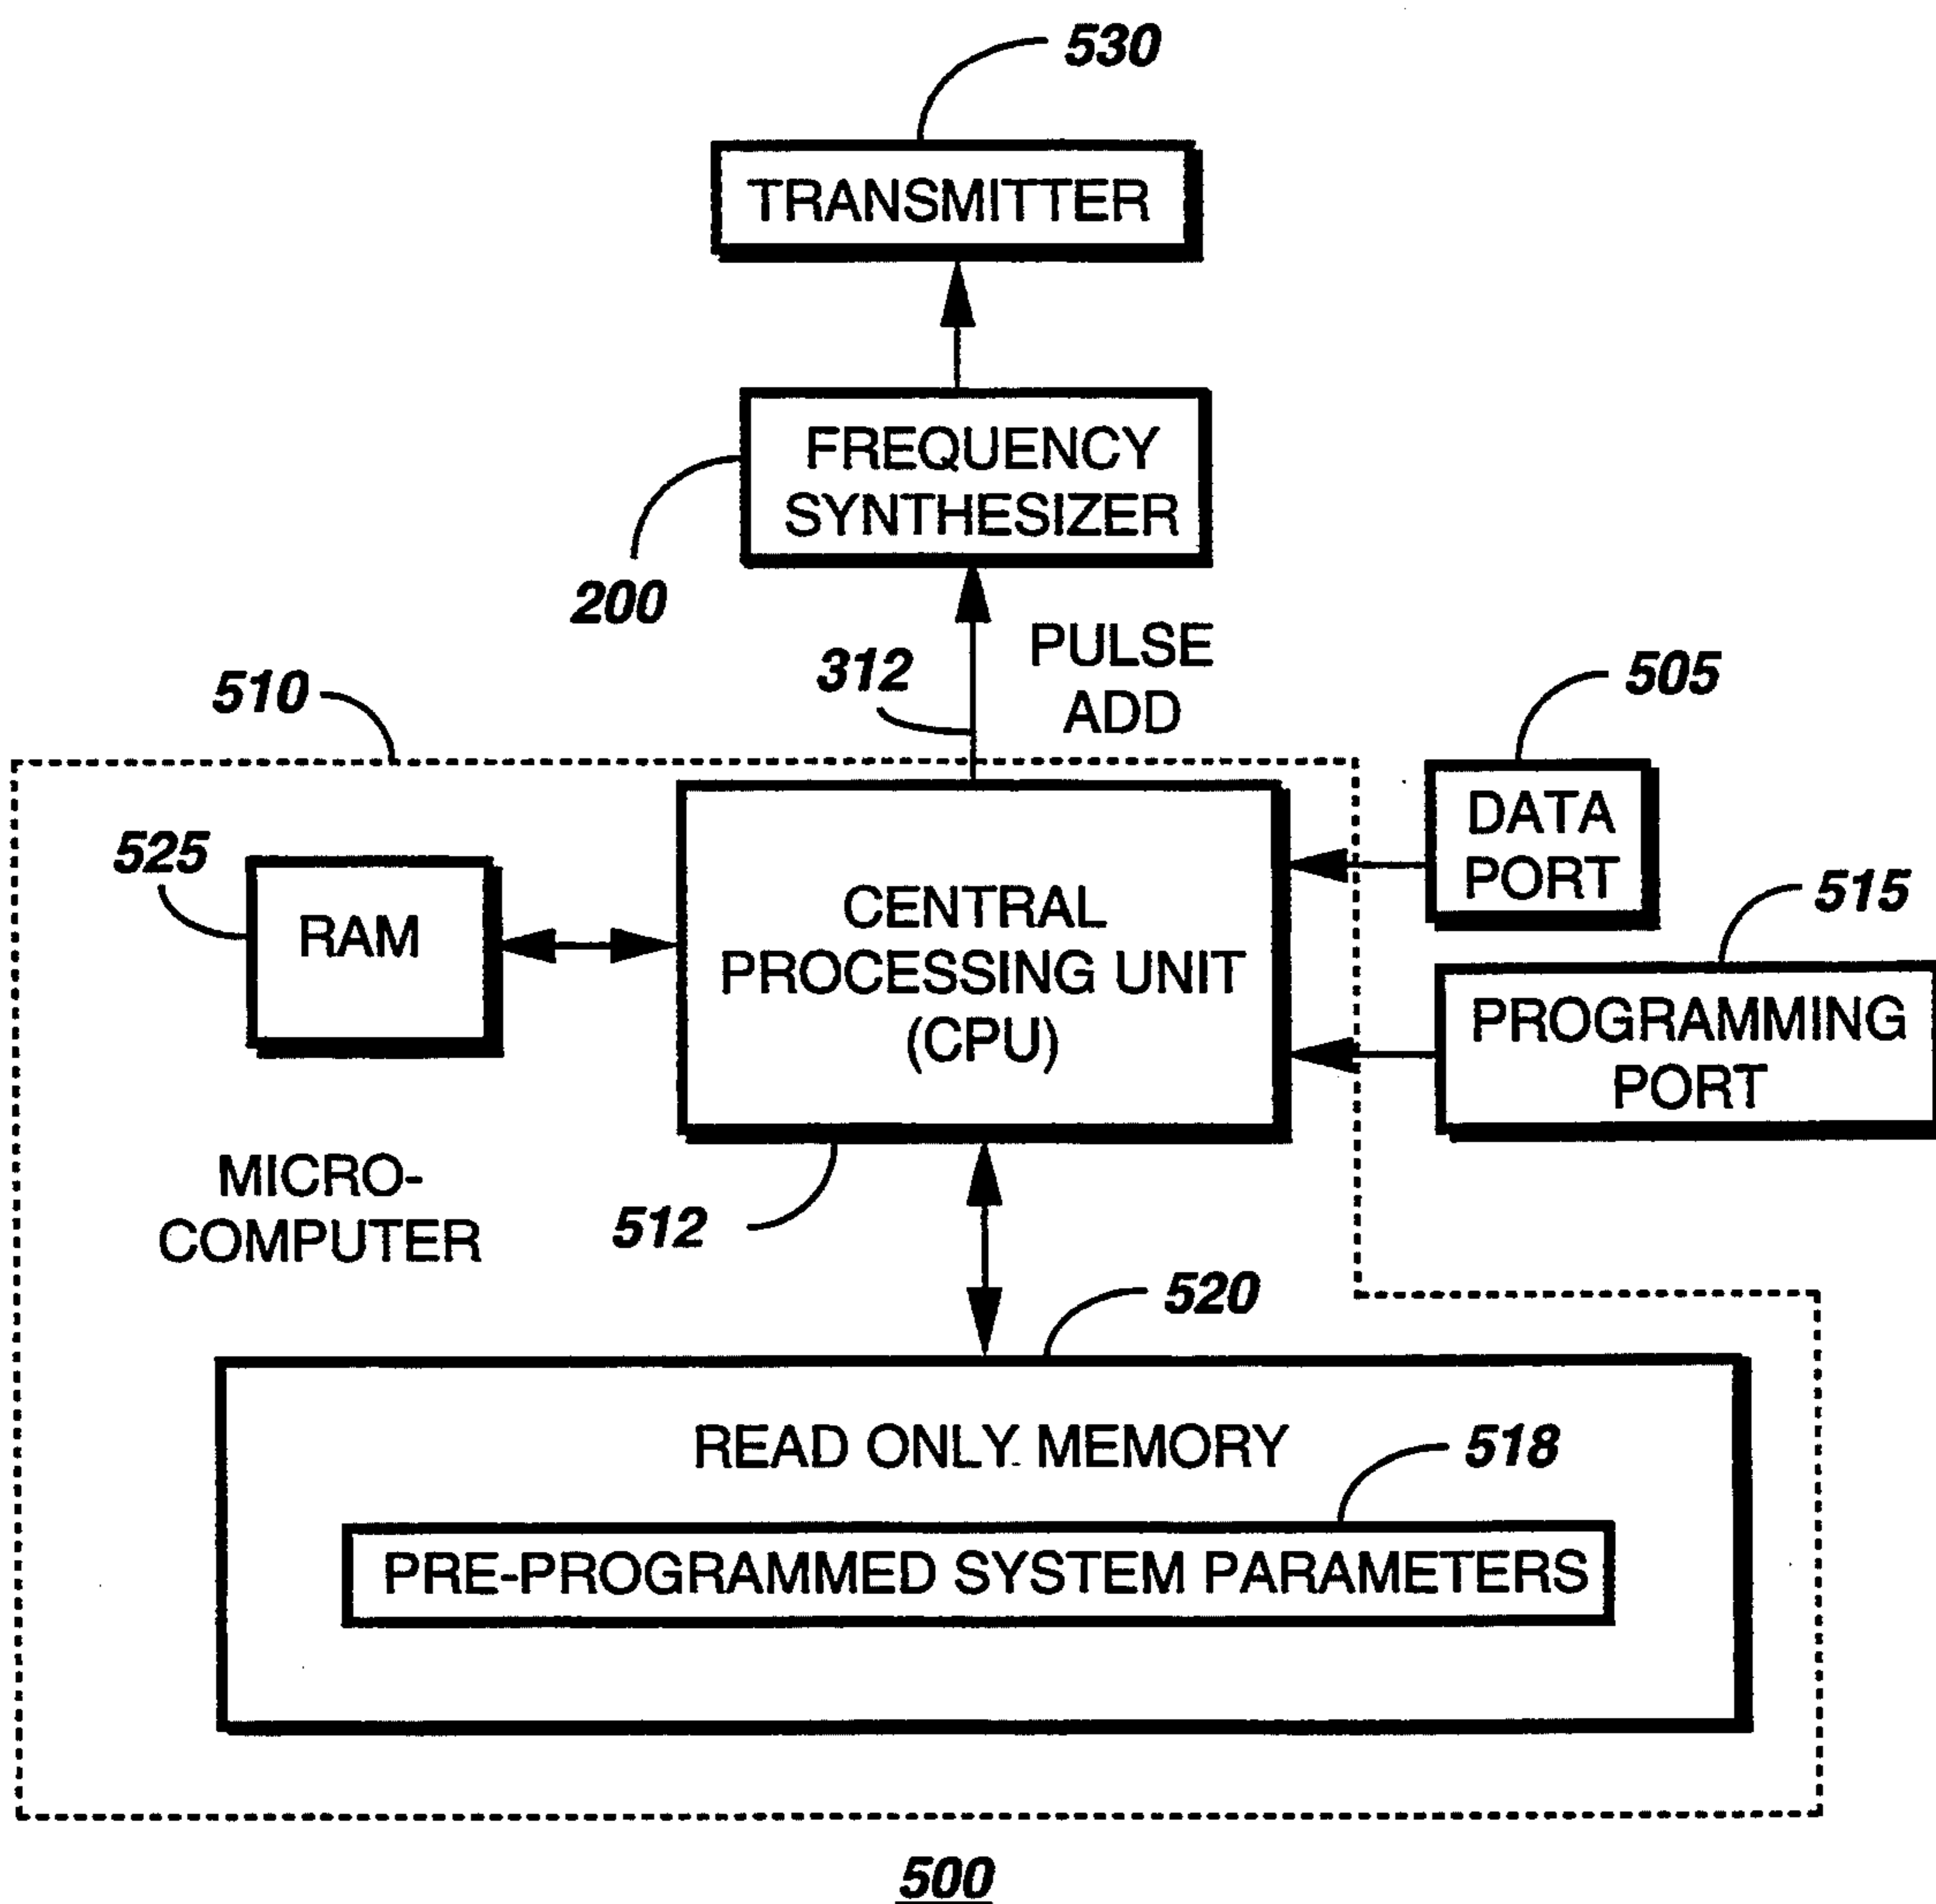 530
TRANSMITTER
FREQUENCY
SYNTHESIZER
200
312
PULSE
ADD
510
505
DATA
PORT
525
RAM
CENTRAL
PROCESSING UNIT
(CPU)
515
PROGRAMMING
PORT
MICRO-
COMPUTER
512
520
READ ONLY MEMORY
518
PRE-PROGRAMMED SYSTEM PARAMETERS
500